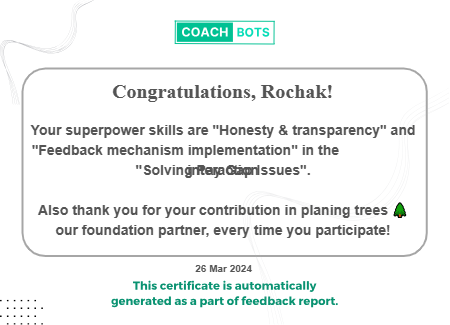 COACH BOTS
Congratulations, Rochak!
Your superpower skills are "Honesty & transparency" and
"Feedback mechanism implementation" in the
interaction
"Solving Pay Gap Issues".
Also thank you for your contribution in planing trees
our foundation partner, every time you participate!
26 Mar 2024
This certificate is automatically
generated as a part of feedback report.